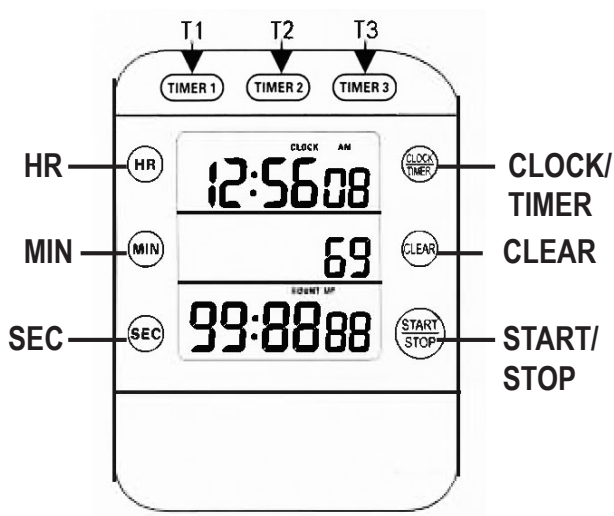 T1 T2 T3
TIMER 1 TIMER 2 TIMER 3
CLOCK AM
HR HR 12:56 08 CLOCK TIMER CLOCK/
TIMER
MIN MIN 69 CLEAR CLEAR
COUNT UP
SEC SEC 99:88 88 START STOP START/
STOP